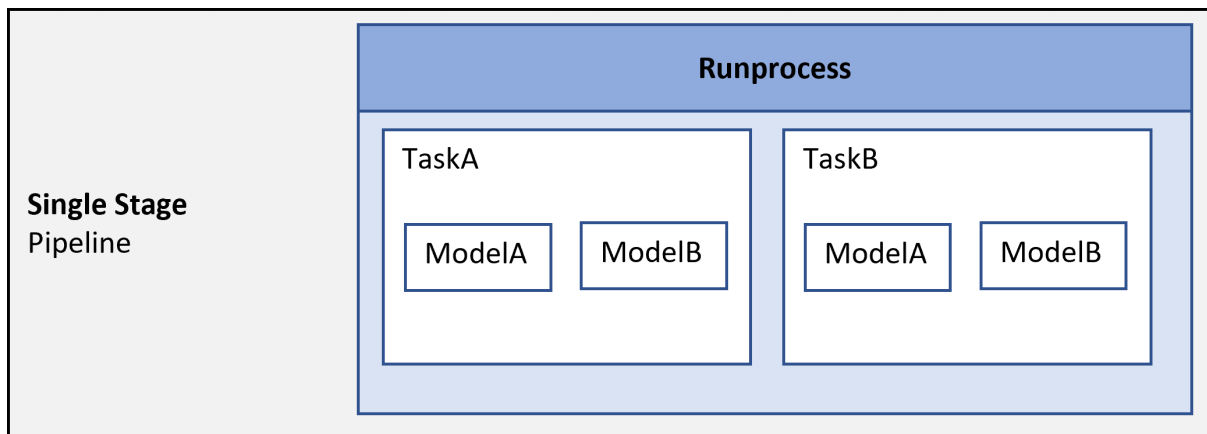 Runprocess
TaskA
TaskB
Single Stage
Pipeline
ModelA
ModelB
ModelA
ModelB